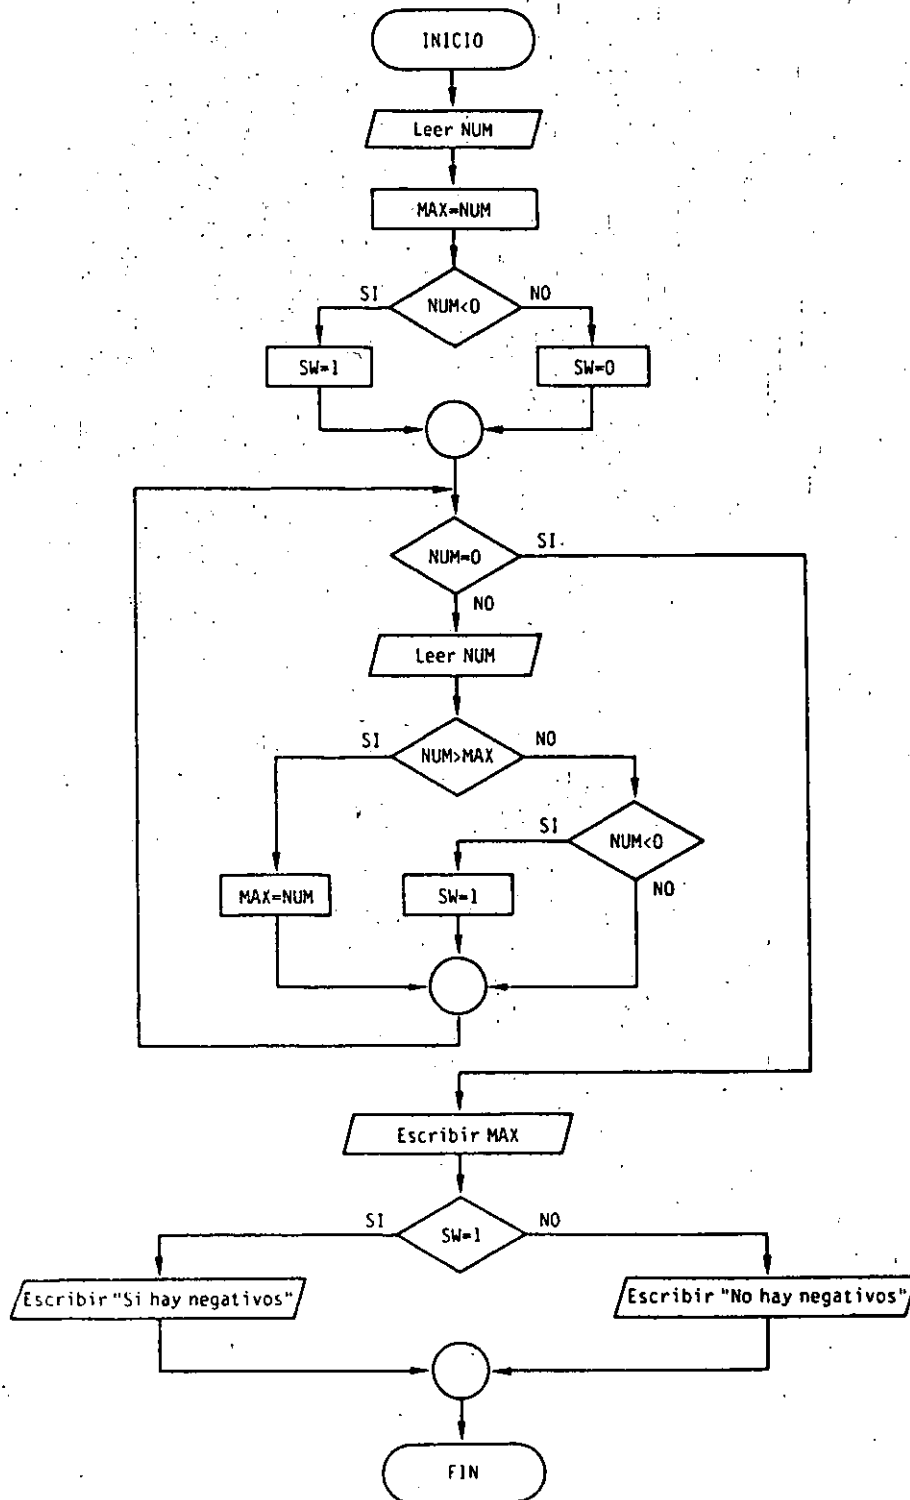 INICIO
Leer NUM
MAX=NUM
SI
NUM<0
NO
SW=1
SW=0
NUM=0
SI
NO
Leer NUM
SI
NUM>MAX
NO
SI
NUM<0
MAX=NUM
SW=1
NO
Escribir MAX
SI
SW=1
NO
Escribir "Si hay negativos"
Escribir "No hay negativos"
FIN